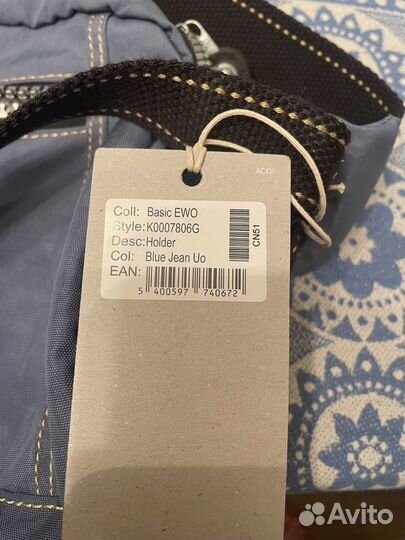 AC01
Coll: Basic EWO
Style: K0007806G
Desc: Holder
Col: Blue Jean Uo
EAN:
5 400597 740672
CN51
Avito